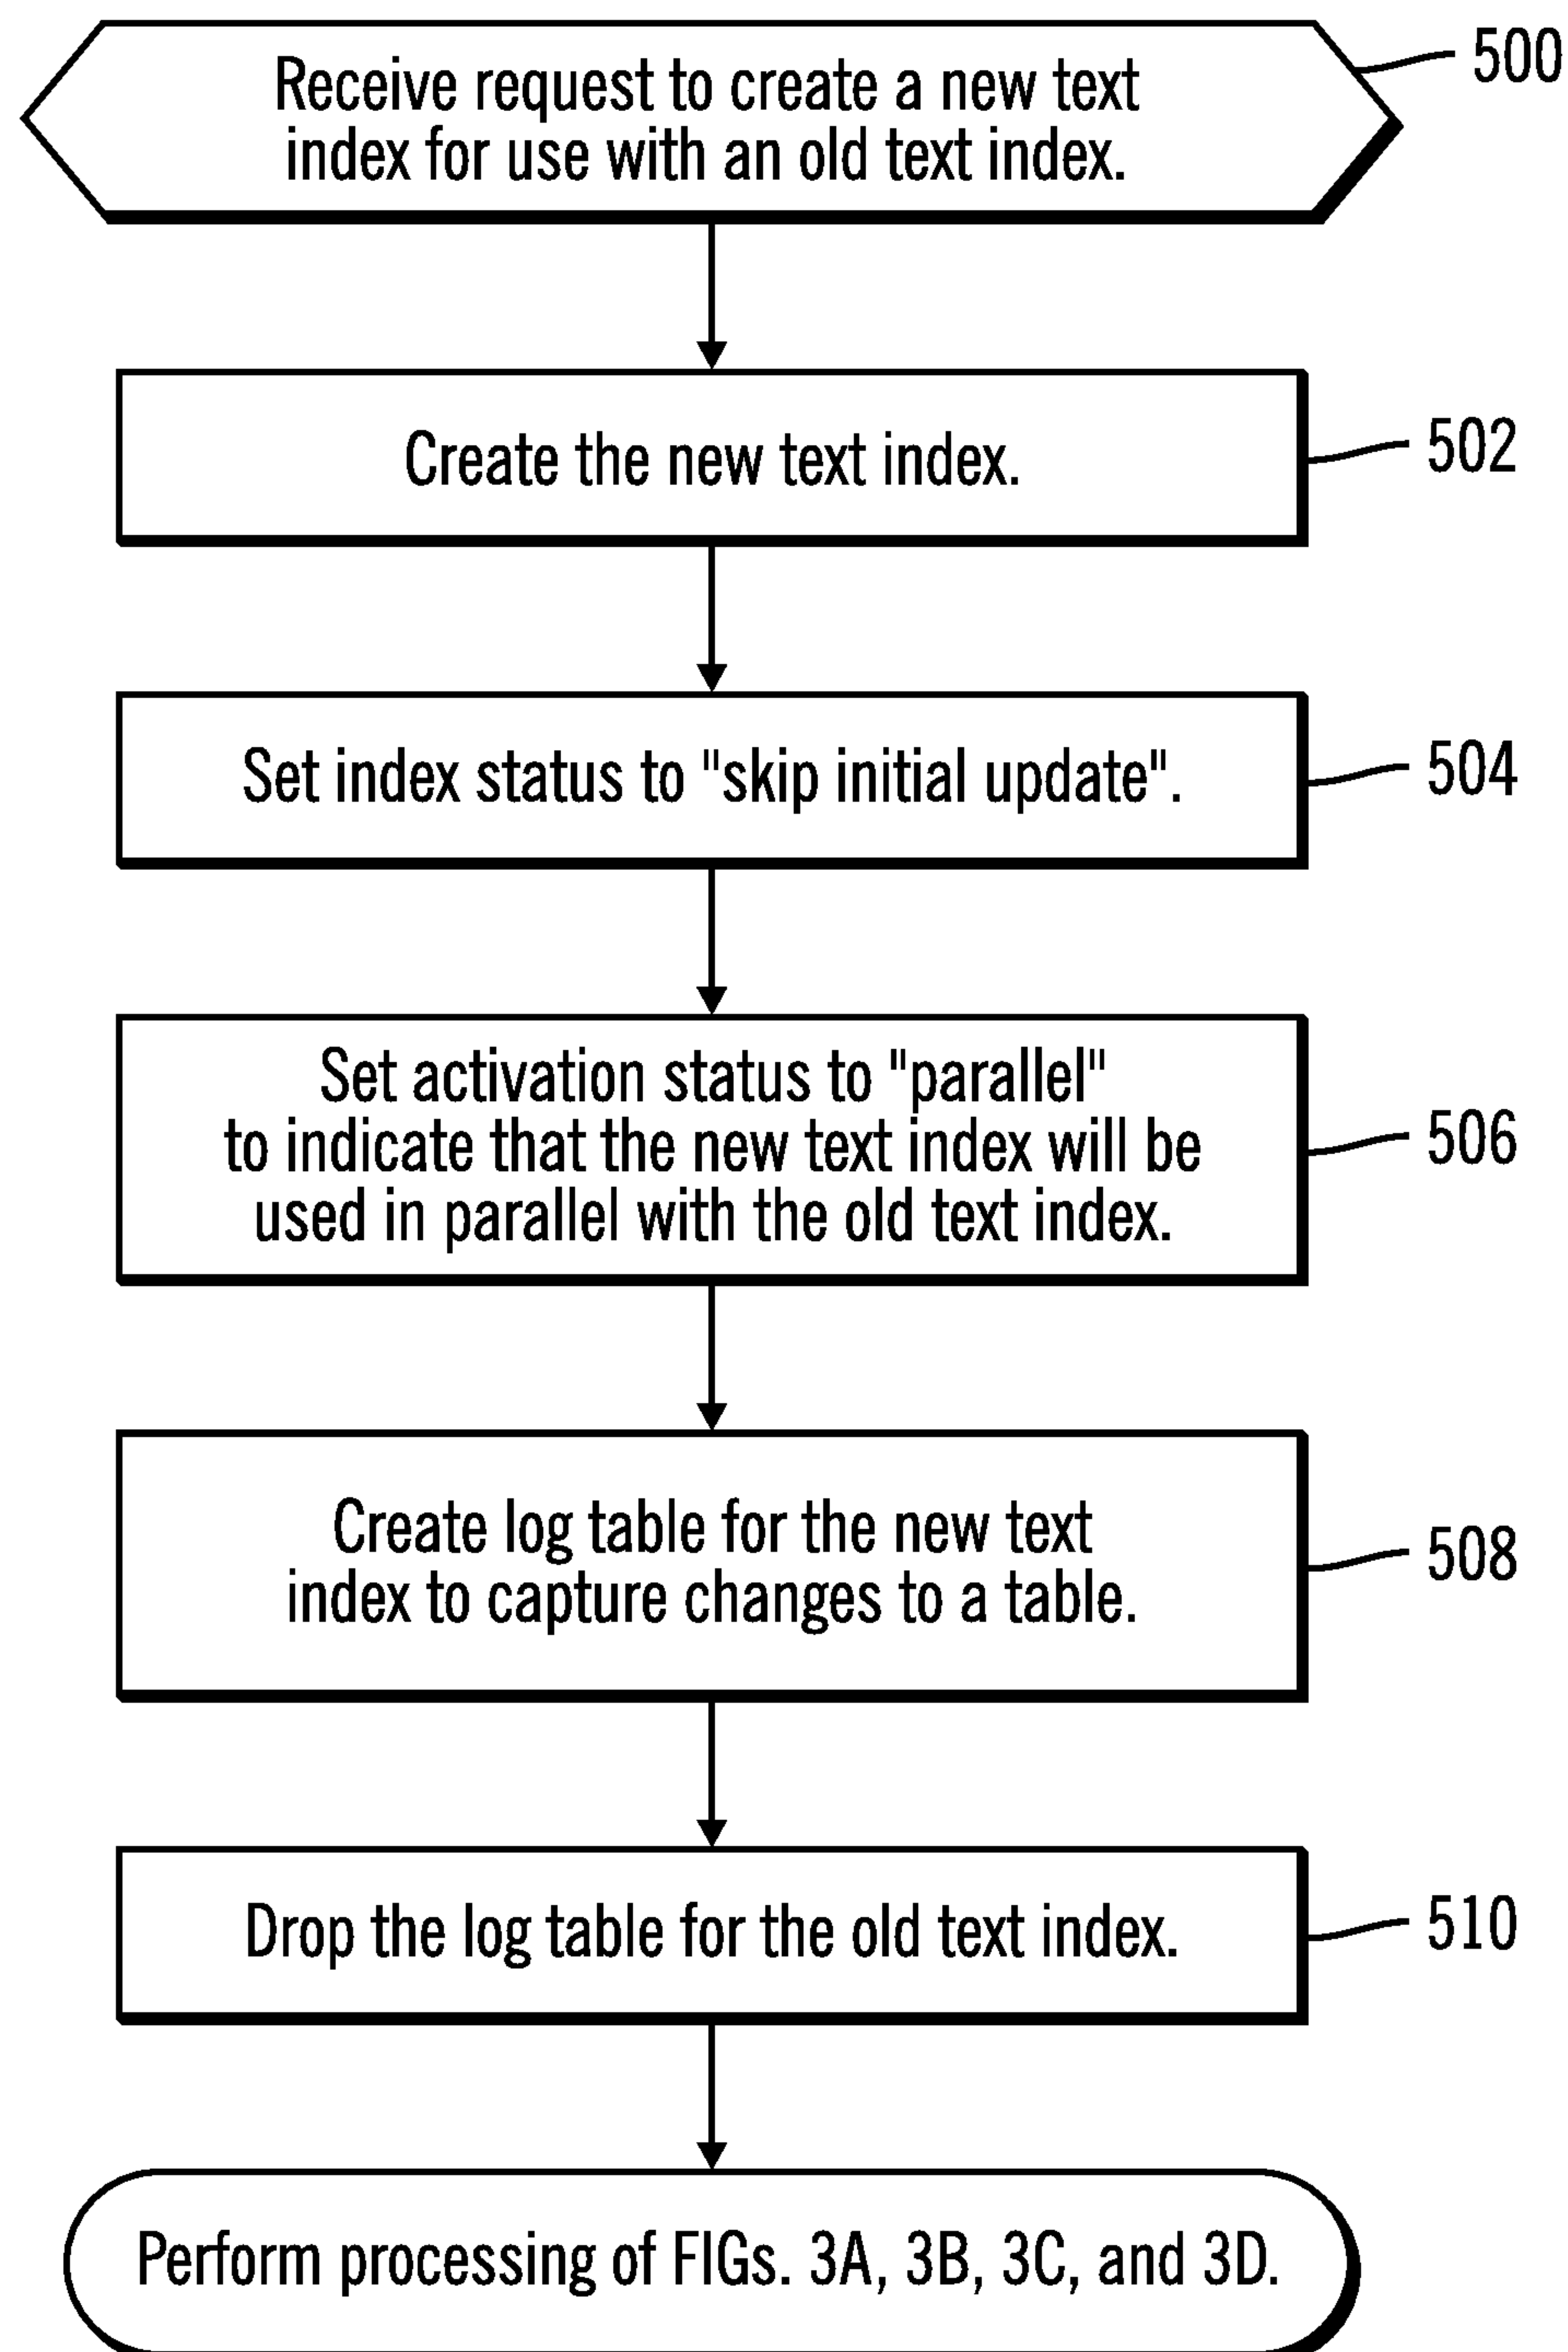 Receive request to create a new text
index for use with an old text index.
500
Create the new text index.
502
Set index status to "skip initial update".
504
Set activation status to "parallel"
to indicate that the new text index will be
used in parallel with the old text index.
506
Create log table for the new text
index to capture changes to a table.
508
Drop the log table for the old text index.
510
Perform processing of FIGs. 3A, 3B, 3C, and 3D.